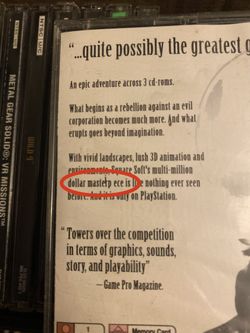 "...quite possibly the greatest g
An epic adventure across 3 cd-roms.
What begins as a rebellion against an evil
corporation becomes much more. And what
erupts goes beyond imagination.
With vivid landscapes, lush 3D animation and
environments, Square Soft's multi-million
dollar masterp ece is like nothing ever seen
before. And it is only on PlayStation.
"Towers over the competition
in terms of graphics, sounds,
story, and playability"
— Game Pro Magazine.
1
Memory Card
METAL GEAR SOLID: VR MISSIONS